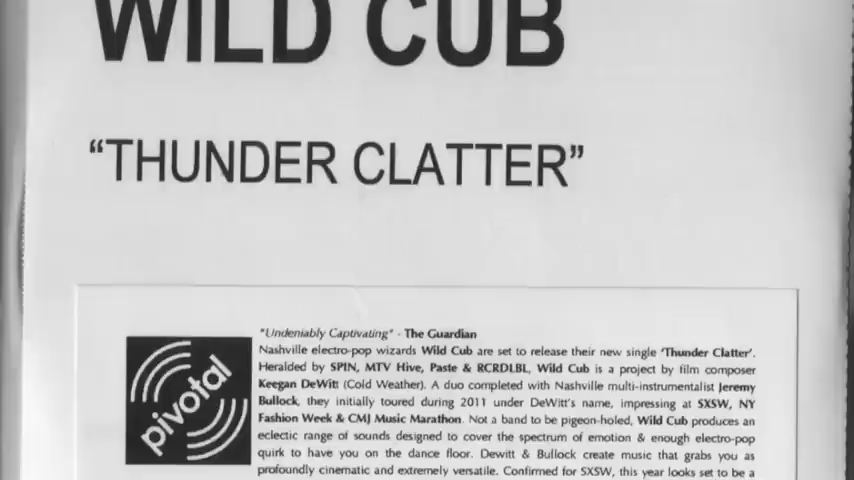 WILD CUB
“THUNDER CLATTER”
pivotal
"Undeniably Captivating" - The Guardian
Nashville electro-pop wizards Wild Cub are set to release their new single 'Thunder Clatter'.
Heralded by SPIN, MTV Hive, Paste & RCRDLBL, Wild Cub is a project by film composer
Keegan DeWitt (Cold Weather). A duo completed with Nashville multi-instrumentalist Jeremy
Bullock, they initially toured during 2011 under DeWitt's name, impressing at SXSW, NY
Fashion Week & CMJ Music Marathon. Not a band to be pigeon-holed, Wild Cub produces an
eclectic range of sounds designed to cover the spectrum of emotion & enough electro-pop
quirk to have you on the dance floor. Dewitt & Bullock create music that grabs you as
profoundly cinematic and extremely versatile. Confirmed for SXSW, this year looks set to be a